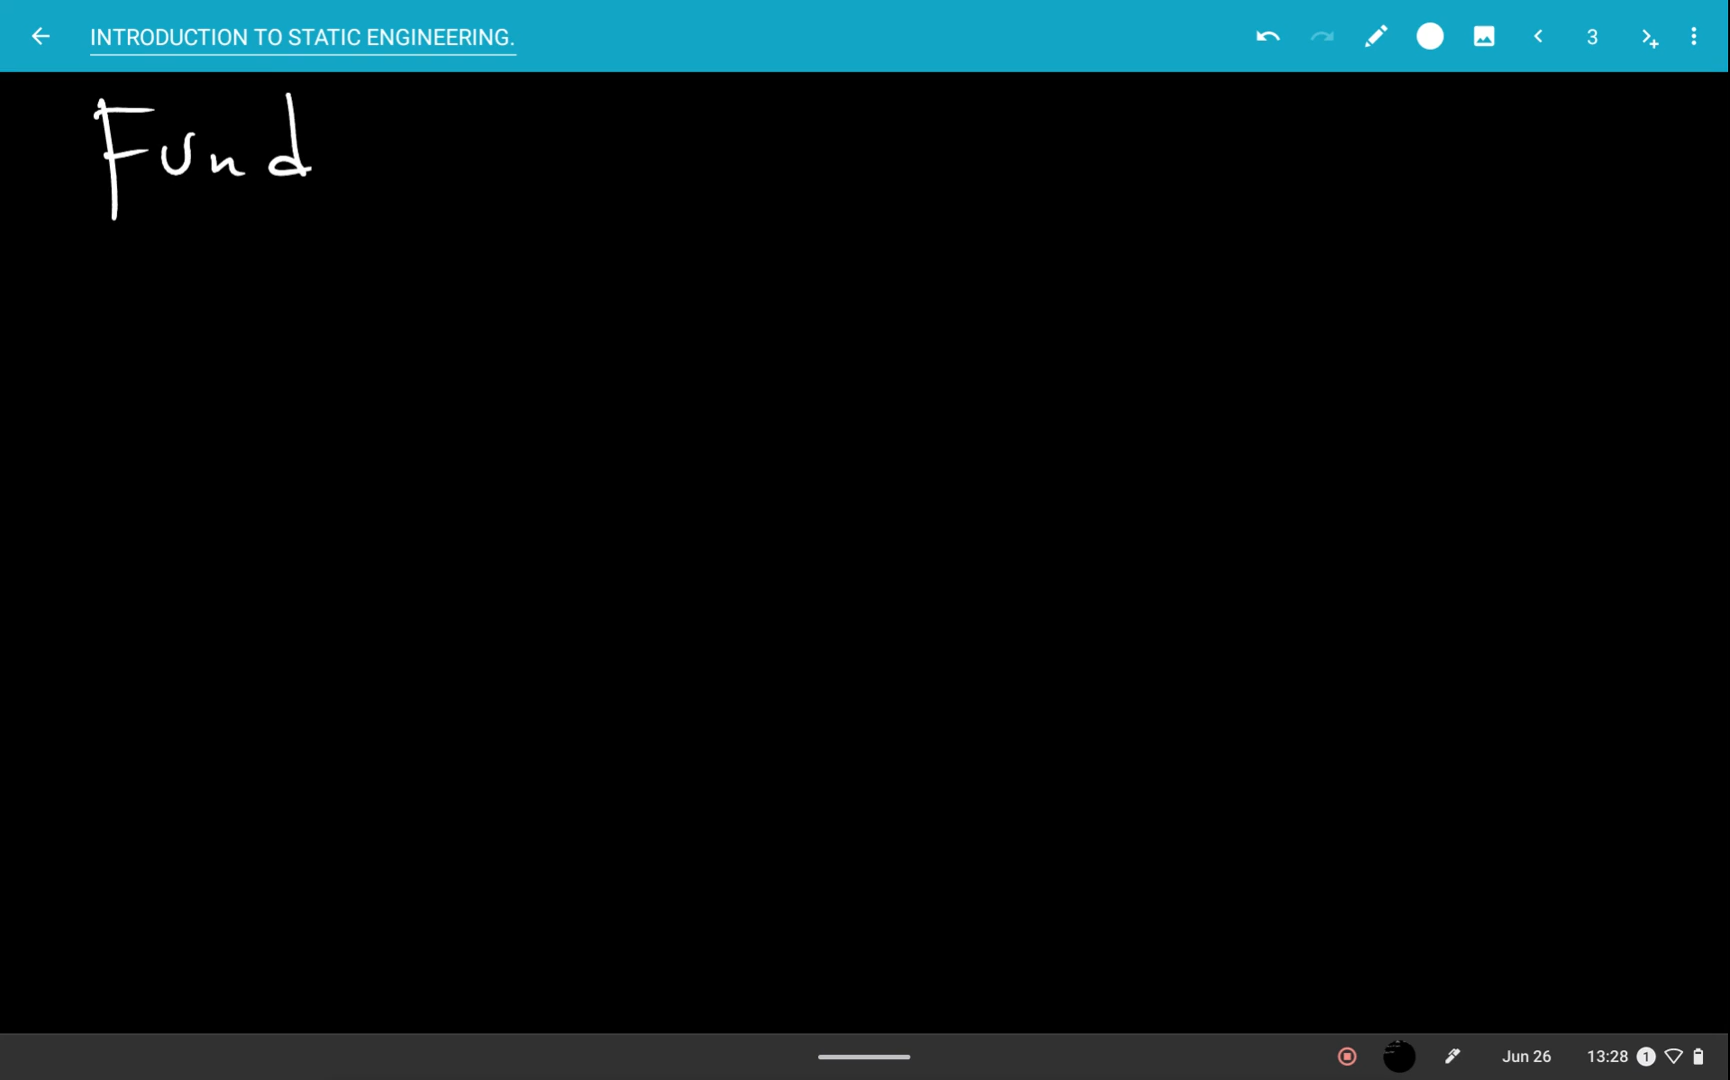 INTRODUCTION TO STATIC ENGINEERING.
3
Fund
Jun 26
13:28
1